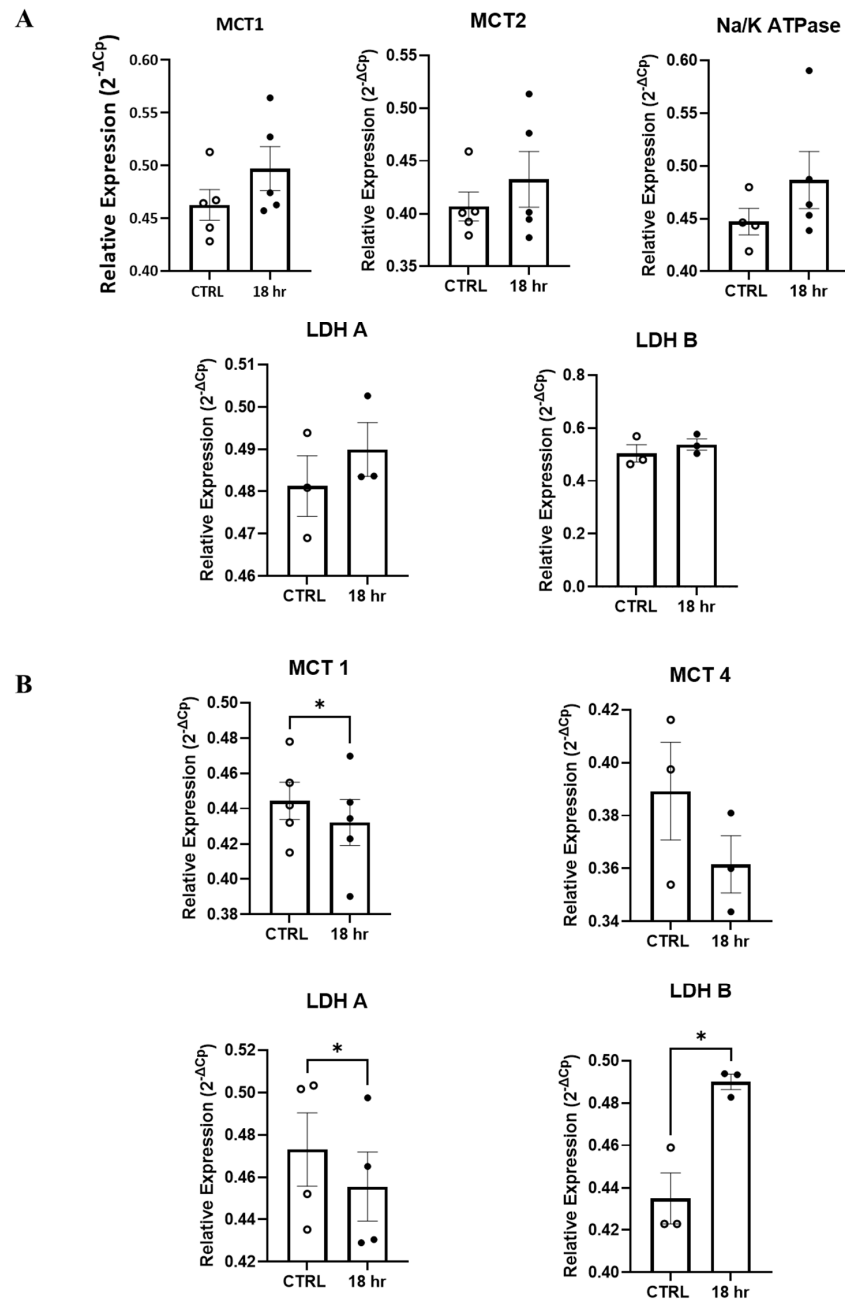 A
MCT1
Relative Expression (2^-ΔCp)
0.60
0.55
0.50
0.45
0.40
CTRL 18 hr
MCT2
Relative Expression (2^-ΔCp)
0.55
0.50
0.45
0.40
0.35
CTRL 18 hr
Na/K ATPase
Relative Expression (2^-ΔCp)
0.60
0.55
0.50
0.45
0.40
CTRL 18 hr
LDH A
Relative Expression (2^-ΔCp)
0.51
0.50
0.49
0.48
0.47
0.46
CTRL 18 hr
LDH B
Relative Expression (2^-ΔCp)
0.8
0.6
0.4
0.2
0.0
CTRL 18 hr
B
MCT 1
Relative Expression (2^-ΔCp)
0.50
0.48
0.46
0.44
0.42
0.40
0.38
*
CTRL 18 hr
MCT 4
Relative Expression (2^-ΔCp)
0.42
0.40
0.38
0.36
0.34
CTRL 18 hr
LDH A
Relative Expression (2^-ΔCp)
0.52
0.50
0.48
0.46
0.44
0.42
*
CTRL 18 hr
LDH B
Relative Expression (2^-ΔCp)
0.50
0.48
0.46
0.44
0.42
0.40
*
CTRL 18 hr